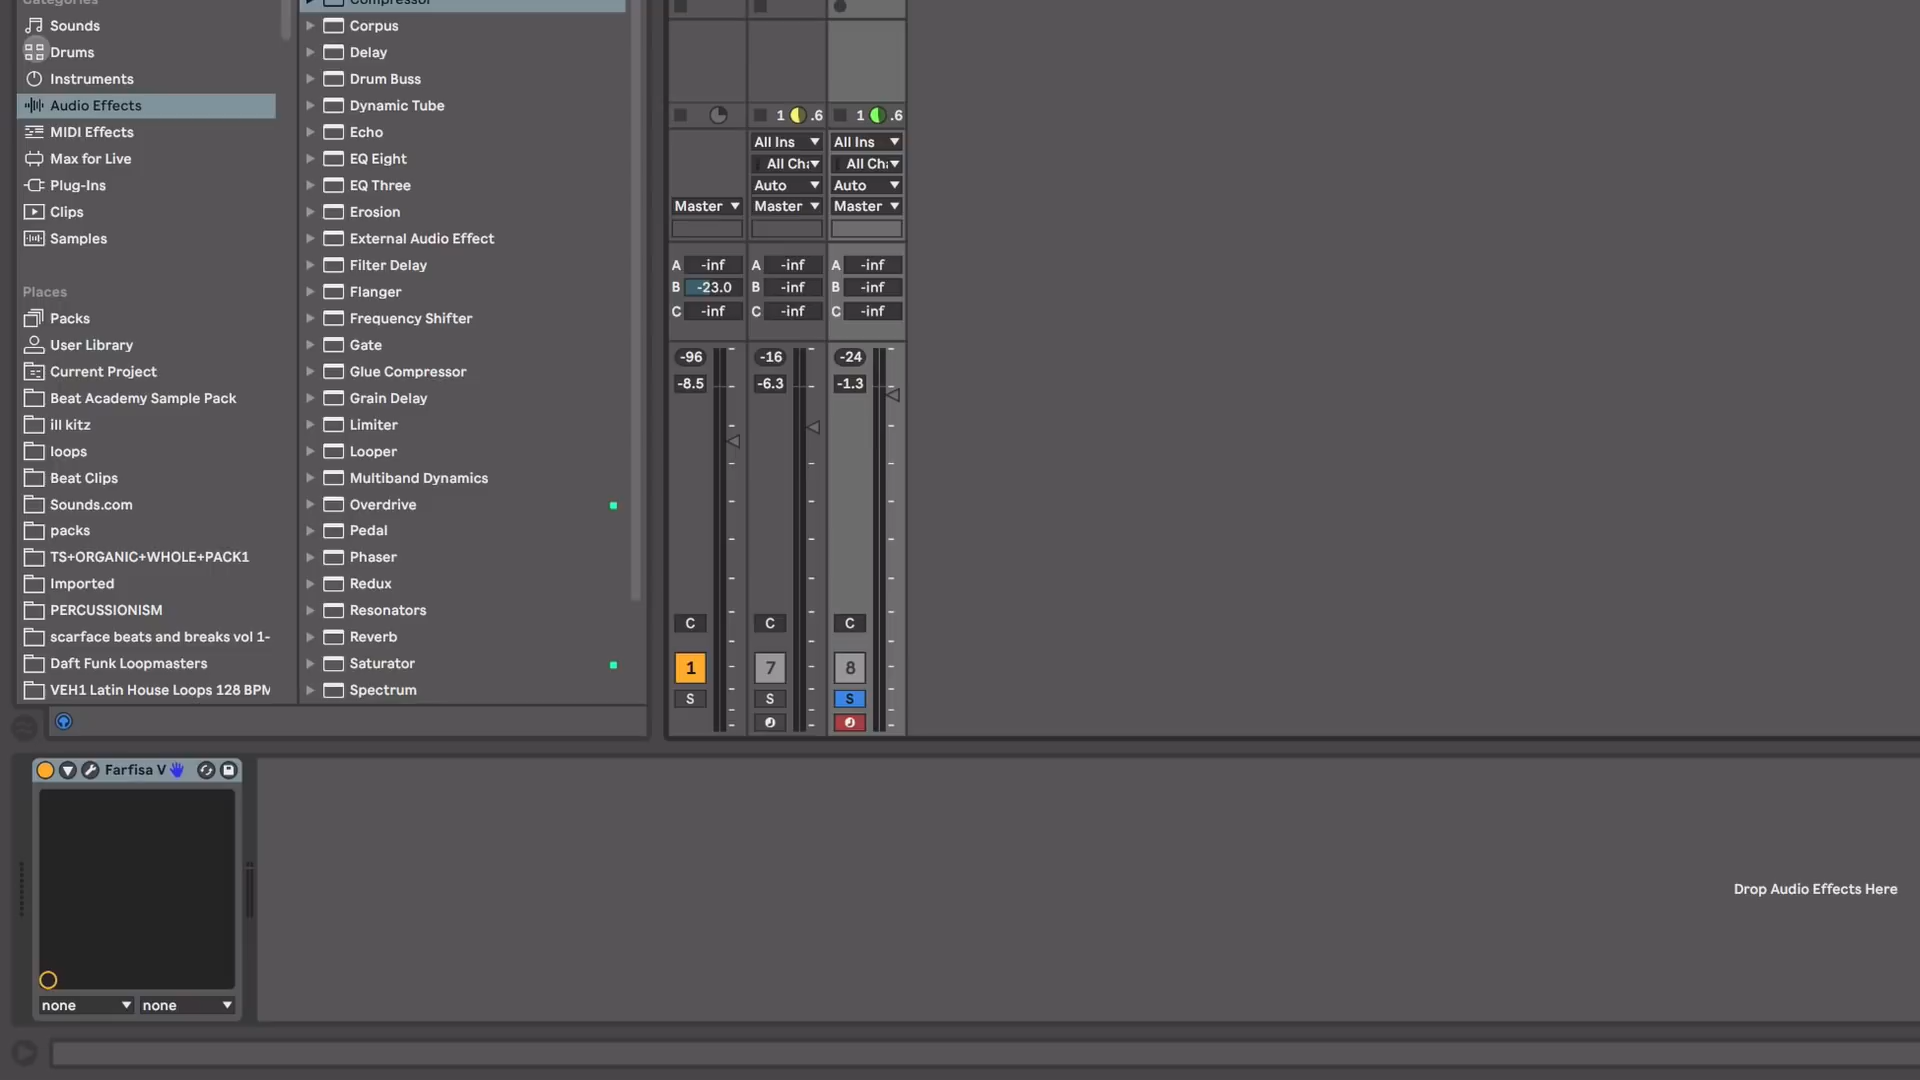 Categories
Sounds
Drums
Instruments
Audio Effects
MIDI Effects
Max for Live
Plug-Ins
Clips
Samples
Places
Packs
User Library
Current Project
Beat Academy Sample Pack
ill kitz
loops
Beat Clips
Sounds.com
packs
TS+ORGANIC+WHOLE+PACK1
Imported
PERCUSSIONISM
scarface beats and breaks vol 1-
Daft Funk Loopmasters
VEH1 Latin House Loops 128 BPM
Compressor
Corpus
Delay
Drum Buss
Dynamic Tube
Echo
EQ Eight
EQ Three
Erosion
External Audio Effect
Filter Delay
Flanger
Frequency Shifter
Gate
Glue Compressor
Grain Delay
Limiter
Looper
Multiband Dynamics
Overdrive
Pedal
Phaser
Redux
Resonators
Reverb
Saturator
Spectrum
1 .6 1 .6
All Ins All Ins
All Ch All Ch
Auto Auto
Master Master Master
A -inf A -inf A -inf
B -23.0 B -inf B -inf
C -inf C -inf C -inf
-96 -16 -24
-8.5 -6.3 -1.3
C C C
1 7 8
S S S
Farfisa V
none none
Drop Audio Effects Here